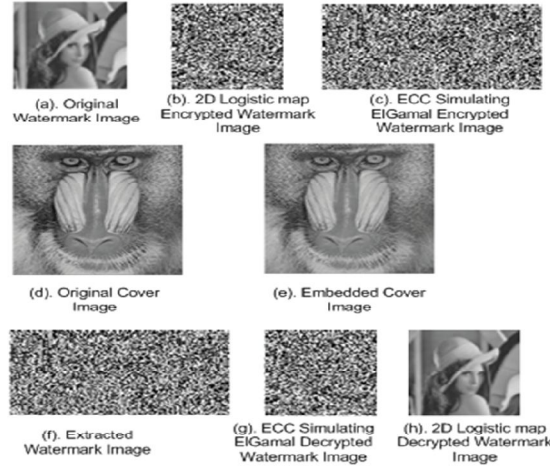 (a). Original
Watermark Image
(b). 2D Logistic map
Encrypted Watermark
Image
(c). ECC Simulating
ElGamal Encrypted
Watermark Image
(d). Original Cover
Image
(e). Embedded Cover
Image
(f). Extracted
Watermark Image
(g). ECC Simulating
ElGamal Decrypted
Watermark Image
(h). 2D Logistic map
Decrypted Watermark
Image